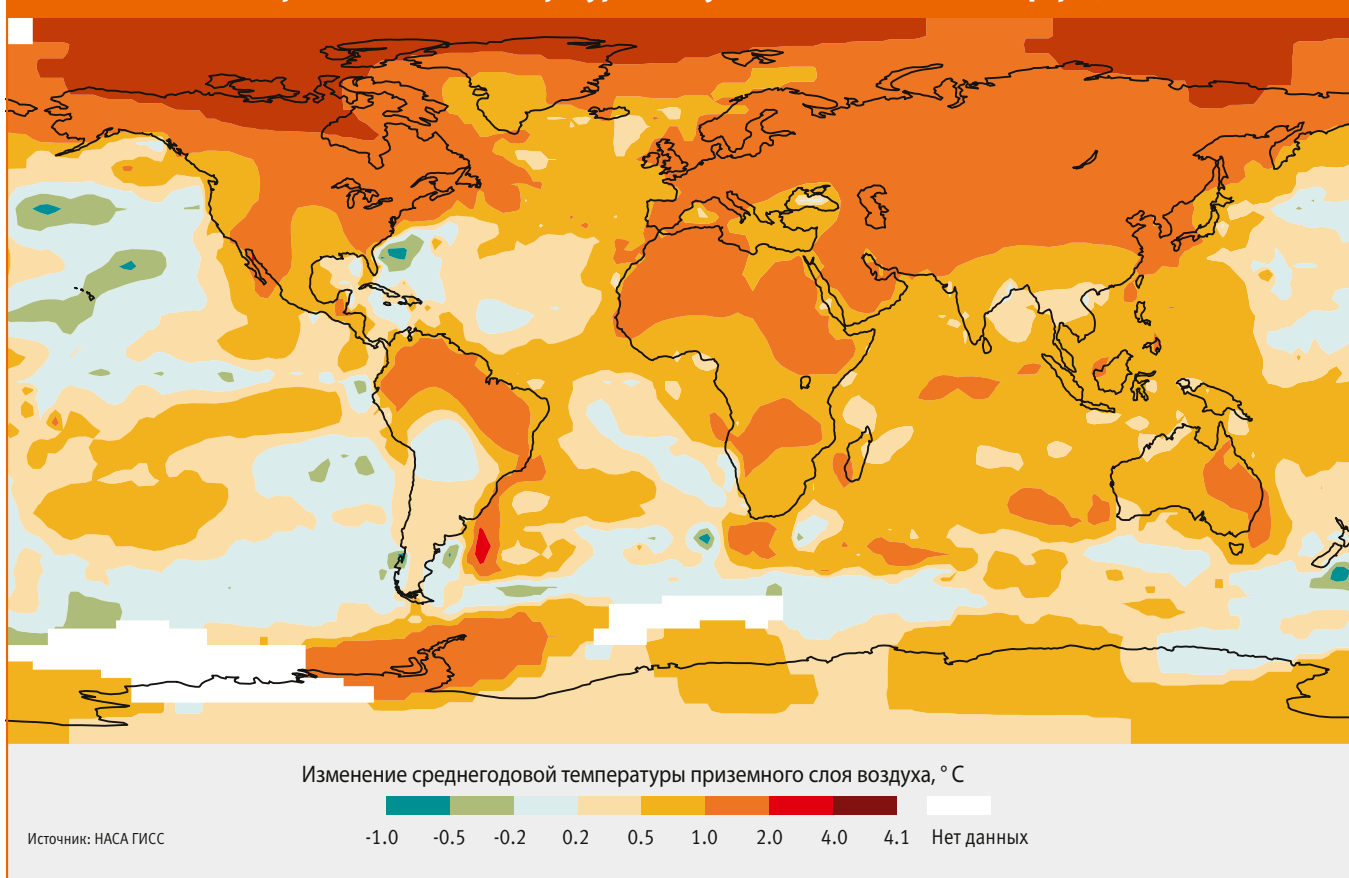 Изменение среднегодовой температуры приземного слоя воздуха, ° C
-1.0 -0.5 -0.2 0.2 0.5 1.0 2.0 4.0 4.1 Нет данных
Источник: НАСА ГИСС